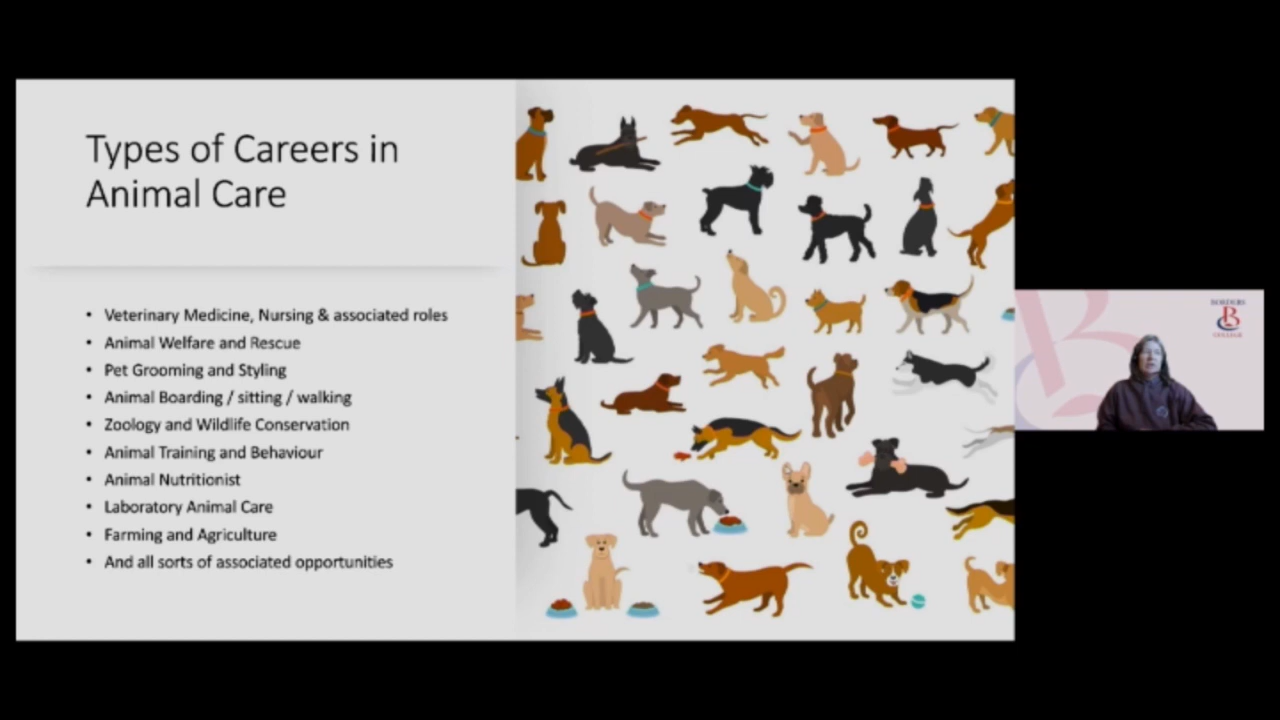 Types of Careers in
Animal Care
• Veterinary Medicine, Nursing & associated roles
• Animal Welfare and Rescue
• Pet Grooming and Styling
• Animal Boarding / sitting / walking
• Zoology and Wildlife Conservation
• Animal Training and Behaviour
• Animal Nutritionist
• Laboratory Animal Care
• Farming and Agriculture
• And all sorts of associated opportunities
BORDERS
B
COLLEGE